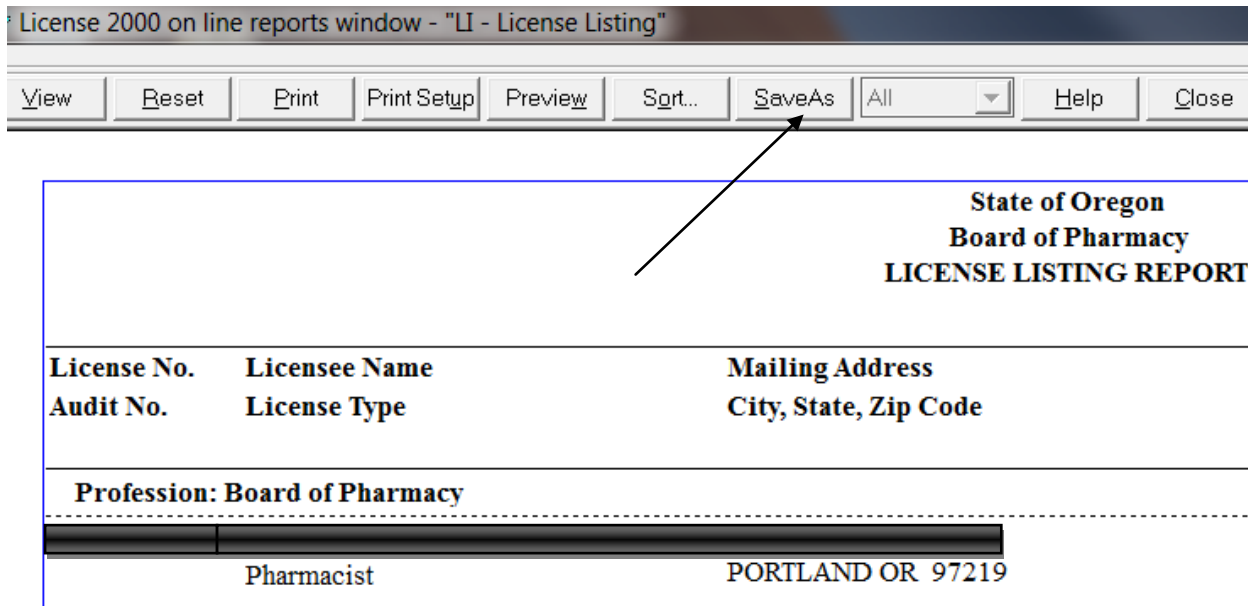 License 2000 on line reports window - "LI - License Listing"
View Reset Print Print Setup Preview Sort... SaveAs All Help Close
State of Oregon
Board of Pharmacy
LICENSE LISTING REPORT
License No. Licensee Name Mailing Address
Audit No. License Type City, State, Zip Code
Profession: Board of Pharmacy
Pharmacist PORTLAND OR 97219